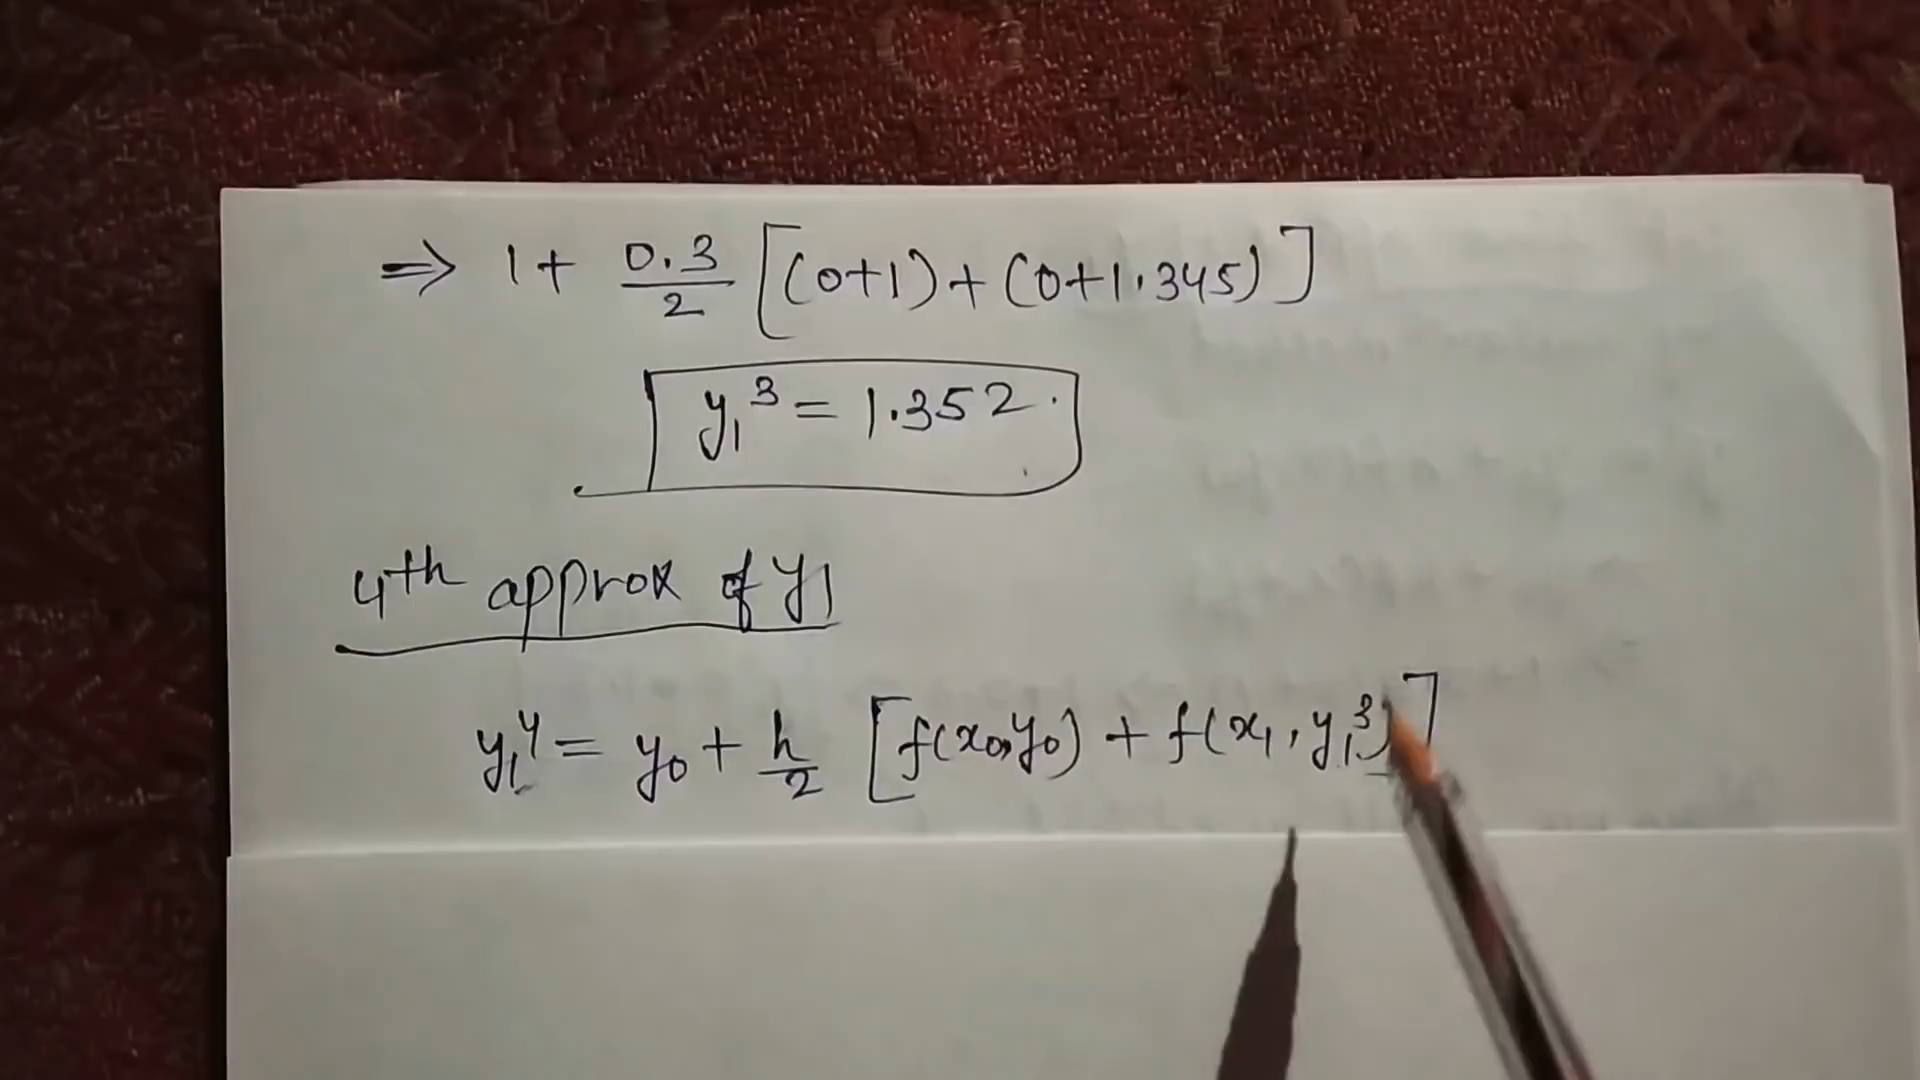 ⇒ 1 + 0.3/2 [(0+1)+(0+1.345)]
y₁³ = 1.352.
4th approx of y₁
y₁⁴ = y₀ + h/2 [f(x₀,y₀) + f(x₁,y₁³)]